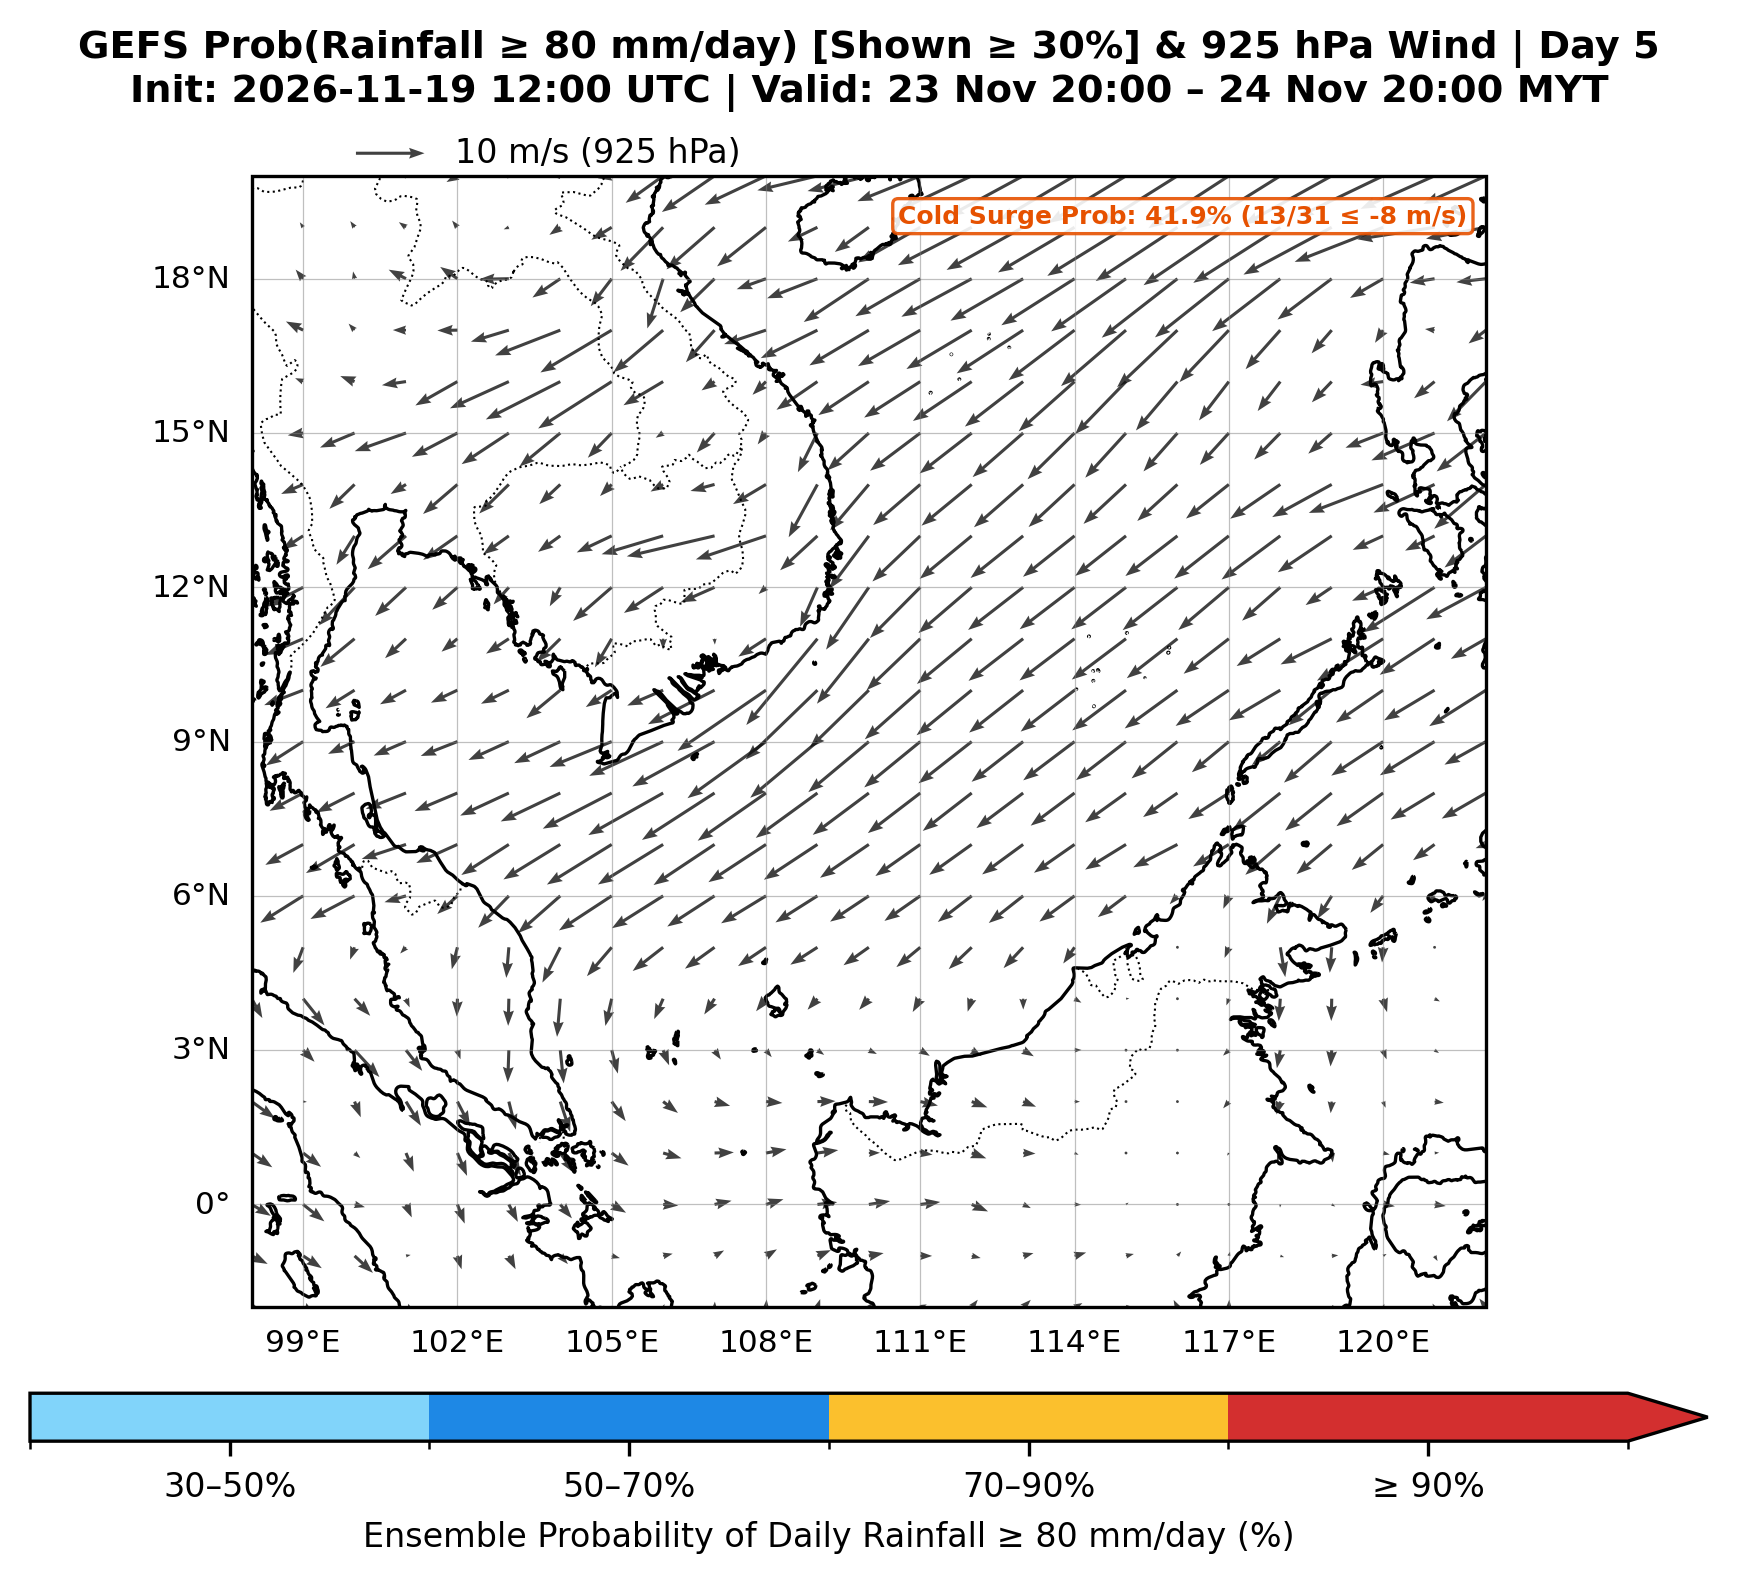 GEFS Prob(Rainfall ≥ 80 mm/day) [Shown ≥ 30%] & 925 hPa Wind | Day 5
Init: 2026-11-19 12:00 UTC | Valid: 23 Nov 20:00 – 24 Nov 20:00 MYT
10 m/s (925 hPa)
Cold Surge Prob: 41.9% (13/31 ≤ -8 m/s)
18°N
15°N
12°N
9°N
6°N
3°N
0°
99°E 102°E 105°E 108°E 111°E 114°E 117°E 120°E
30–50% 50–70% 70–90% ≥ 90%
Ensemble Probability of Daily Rainfall ≥ 80 mm/day (%)